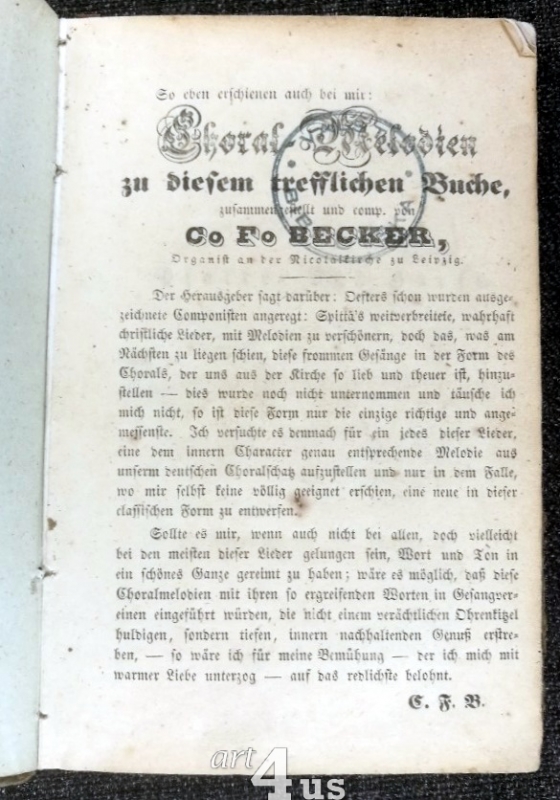 So eben erschienen auch bei mir:
Choral-Melodien
zu diesem trefflichen Buche,
zusammengestellt und comp. von
C. F. BECKER,
Organist an der Nicolaikirche zu Leipzig.
Der Herausgeber sagt darüber: Oefters schon wurden ausge-
zeichnete Componisten angeregt: Spitta's weitverbreitete, wahrhaft
christliche Lieder, mit Melodien zu verschönern, doch das, was am
Nächsten zu liegen schien, diese frommen Gesänge in der Form des
Chorals, der uns aus der Kirche so lieb und theuer ist, hinzu-
stellen — dies wurde noch nicht unternommen und täusche ich
mich nicht, so ist diese Form nur die einzige richtige und ange-
messenste. Ich versuchte es demnach für ein jedes dieser Lieder,
eine dem innern Character genau entsprechende Melodie aus
unserm deutschen Choralschatz aufzustellen und nur in dem Falle,
wo mir selbst keine völlig geeignet erschien, eine neue in dieser
classischen Form zu entwerfen.
Sollte es mir, wenn auch nicht bei allen, doch vielleicht
bei den meisten dieser Lieder gelungen sein, Wort und Ton in
ein schönes Ganze gereimt zu haben; wäre es möglich, daß diese
Choralmelodien mit ihren so ergreifenden Worten in Gesangver-
einen eingeführt würden, die nicht einem verächtlichen Ohrenkitzel
huldigen, sondern tiefen, innern nachhaltenden Genuß erstre-
ben, — so wäre ich für meine Bemühung — der ich mich mit
warmer Liebe unterzog — auf das redlichste belohnt.
C. F. B.
art
4us